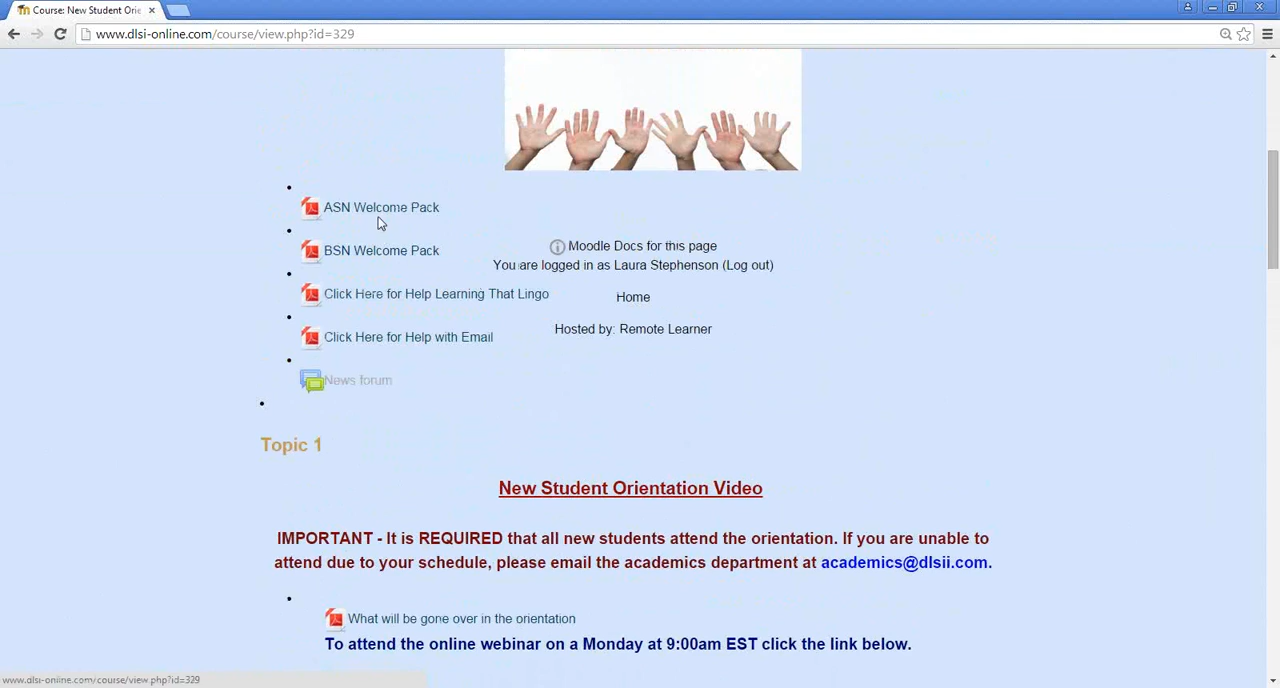 Course: New Student Orie
www.dlsi-online.com/course/view.php?id=329
ASN Welcome Pack
BSN Welcome Pack
Moodle Docs for this page
You are logged in as Laura Stephenson (Log out)
Click Here for Help Learning That Lingo
Home
Hosted by: Remote Learner
Click Here for Help with Email
News forum
Topic 1
New Student Orientation Video
IMPORTANT - It is REQUIRED that all new students attend the orientation. If you are unable to
attend due to your schedule, please email the academics department at academics@dlsii.com.
What will be gone over in the orientation
To attend the online webinar on a Monday at 9:00am EST click the link below.
www.dlsi-online.com/course/view.php?id=329